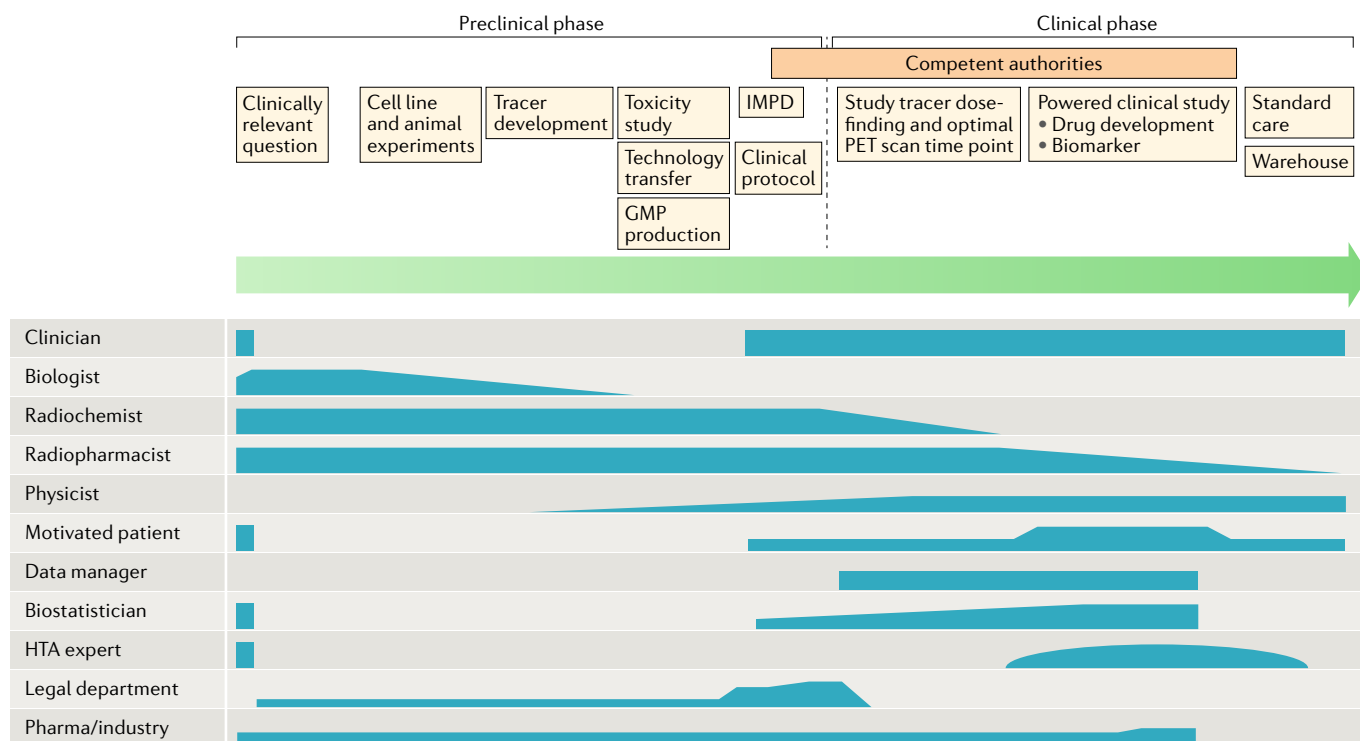 Preclinical phase
Clinical phase
Competent authorities
Clinically
relevant
question
Cell line
and animal
experiments
Tracer
development
Toxicity
study
Technology
transfer
GMP
production
IMPD
Clinical
protocol
Study tracer dose-
finding and optimal
PET scan time point
Powered clinical study
• Drug development
• Biomarker
Standard
care
Warehouse
Clinician
Biologist
Radiochemist
Radiopharmacist
Physicist
Motivated patient
Data manager
Biostatistician
HTA expert
Legal department
Pharma/industry